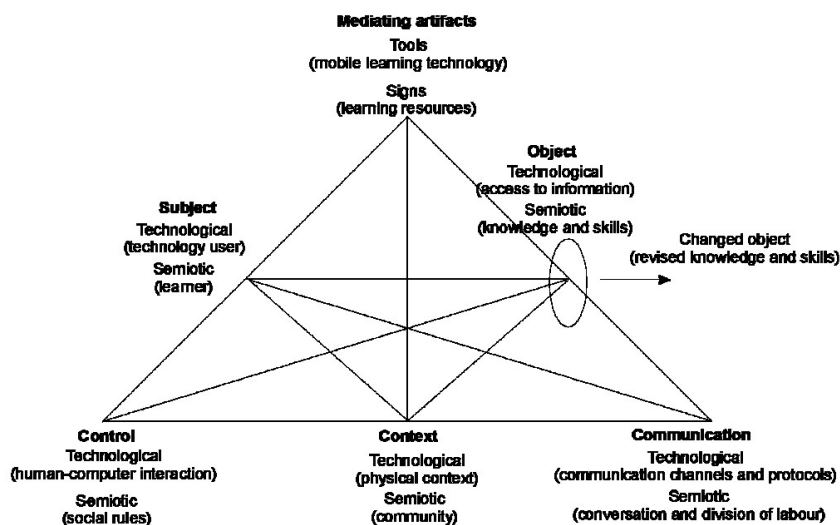 Mediating artifacts
Tools
(mobile learning technology)
Signs
(learning resources)
Object
Technological
(access to information)
Semiotic
(knowledge and skills)
Subject
Technological
(technology user)
Semiotic
(learner)
Changed object
(revised knowledge and skills)
Control
Technological
(human-computer interaction)
Semiotic
(social rules)
Context
Technological
(physical context)
Semiotic
(community)
Communication
Technological
(communication channels and protocols)
Semiotic
(conversation and division of labour)